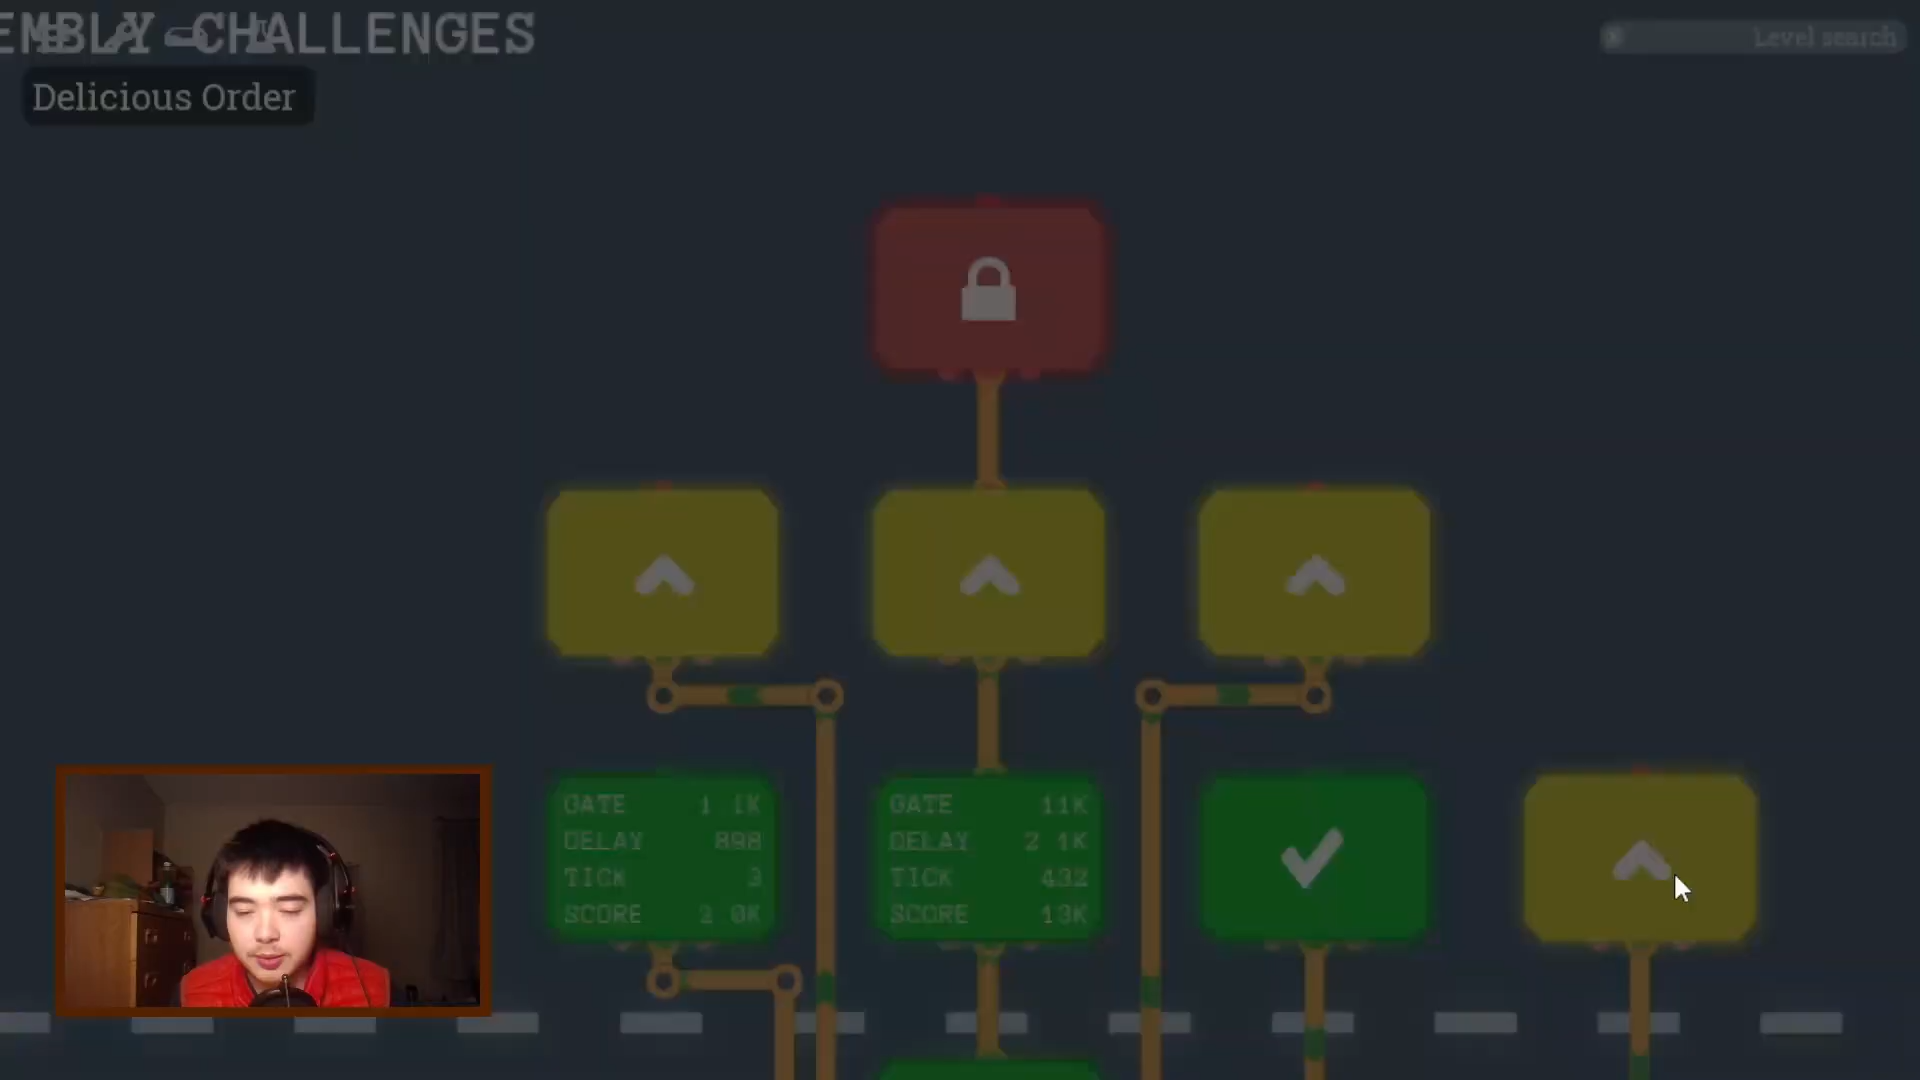 EMBLY CHALLENGES
Level search
Delicious Order
GATE 1.1K
DELAY 898
TICK 3
SCORE 2.0K
GATE 11K
DELAY 2.1K
TICK 432
SCORE 13K